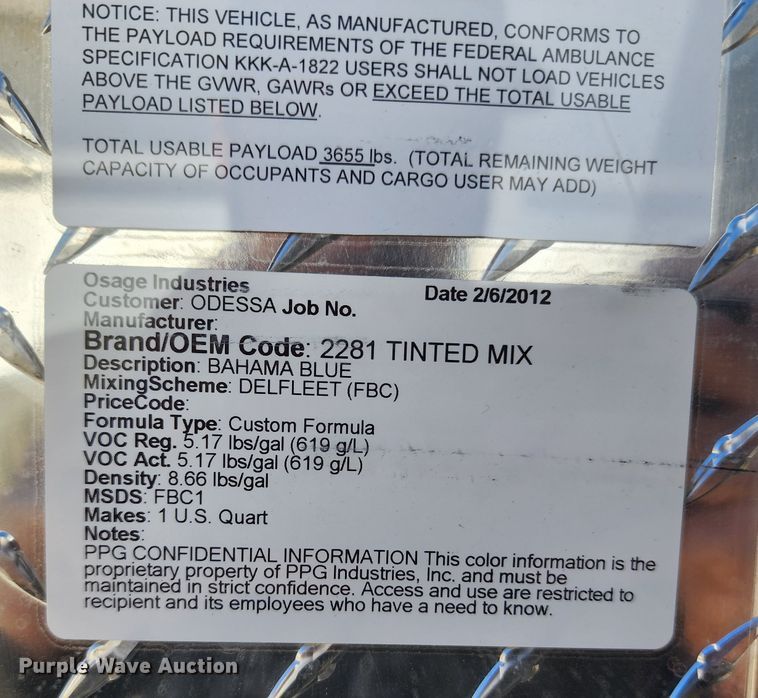 NOTICE: THIS VEHICLE, AS MANUFACTURED, CONFORMS TO
THE PAYLOAD REQUIREMENTS OF THE FEDERAL AMBULANCE
SPECIFICATION KKK-A-1822 USERS SHALL NOT LOAD VEHICLES
ABOVE THE GVWR, GAWRs OR EXCEED THE TOTAL USABLE
PAYLOAD LISTED BELOW.
TOTAL USABLE PAYLOAD 3655 lbs. (TOTAL REMAINING WEIGHT
CAPACITY OF OCCUPANTS AND CARGO USER MAY ADD)
Osage Industries
Date 2/6/2012
Customer: ODESSA Job No.
Manufacturer:
Brand/OEM Code: 2281 TINTED MIX
Description: BAHAMA BLUE
MixingScheme: DELFLEET (FBC)
PriceCode:
Formula Type: Custom Formula
VOC Reg. 5.17 lbs/gal (619 g/L)
VOC Act. 5.17 lbs/gal (619 g/L)
Density: 8.66 lbs/gal
MSDS: FBC1
Makes: 1 U.S. Quart
Notes:
PPG CONFIDENTIAL INFORMATION This color information is the
proprietary property of PPG Industries, Inc. and must be
maintained in strict confidence. Access and use are restricted to
recipient and its employees who have a need to know.
Purple Wave Auction